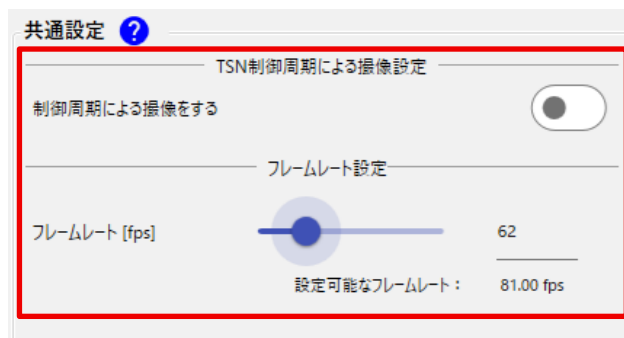 共通設定 ?
TSN制御周期による撮像設定
制御周期による撮像をする
フレームレート設定
フレームレート [fps] 62
設定可能なフレームレート： 81.00 fps